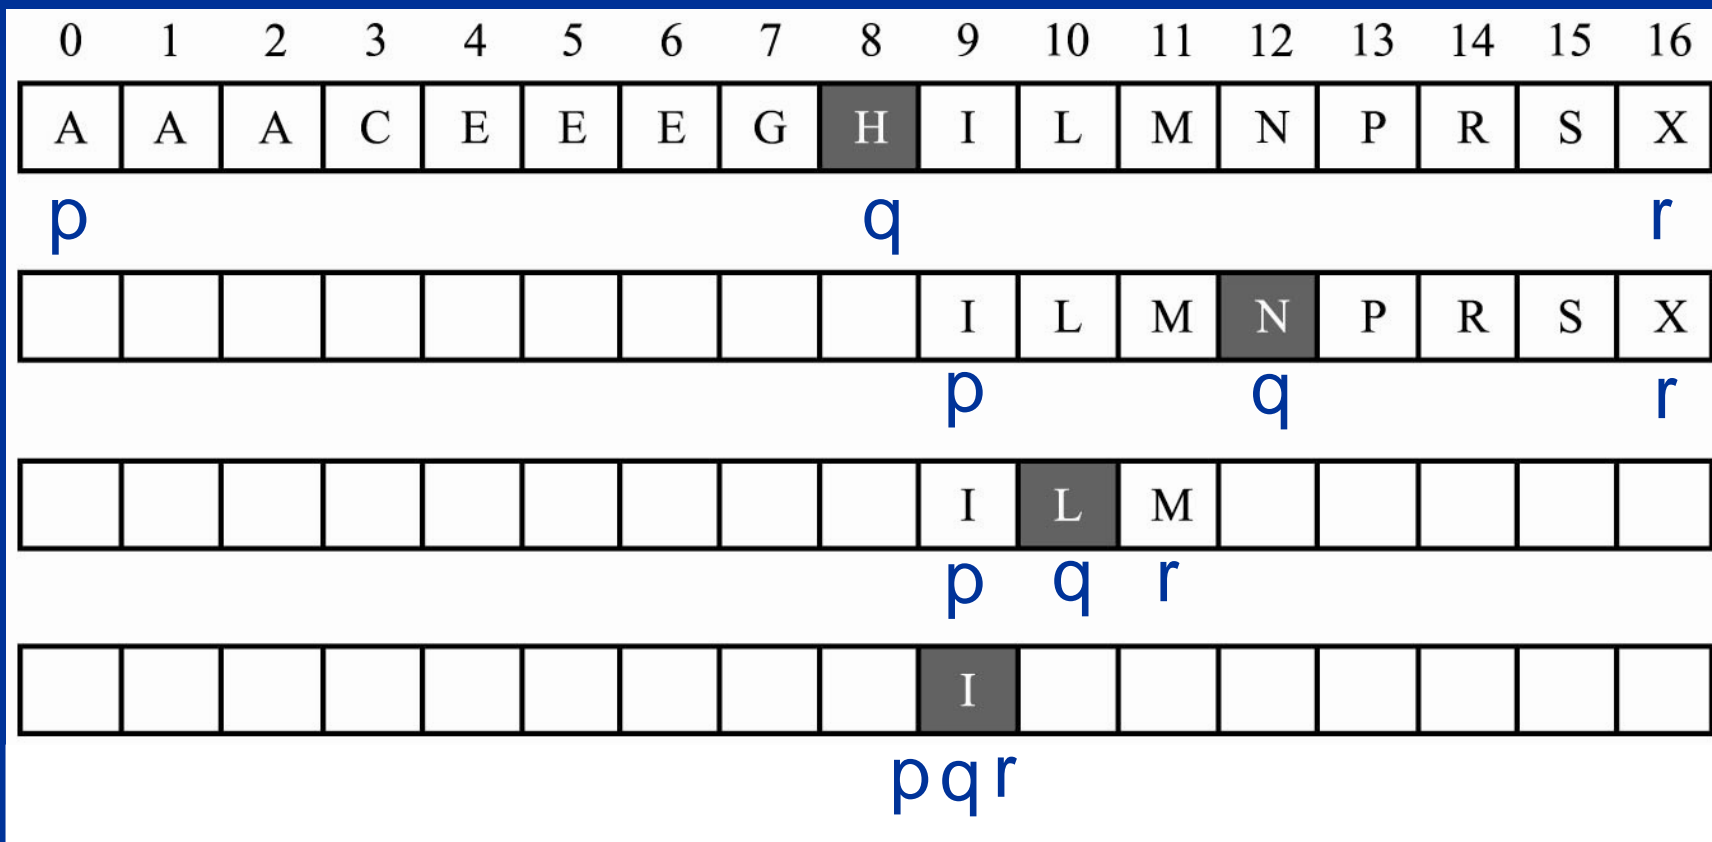 0 1 2 3 4 5 6 7 8 9 10 11 12 13 14 15 16
A A A C E E E G H I L M N P R S X
p q r
I L M N P R S X
p q r
I L M
p q r
I
p q r